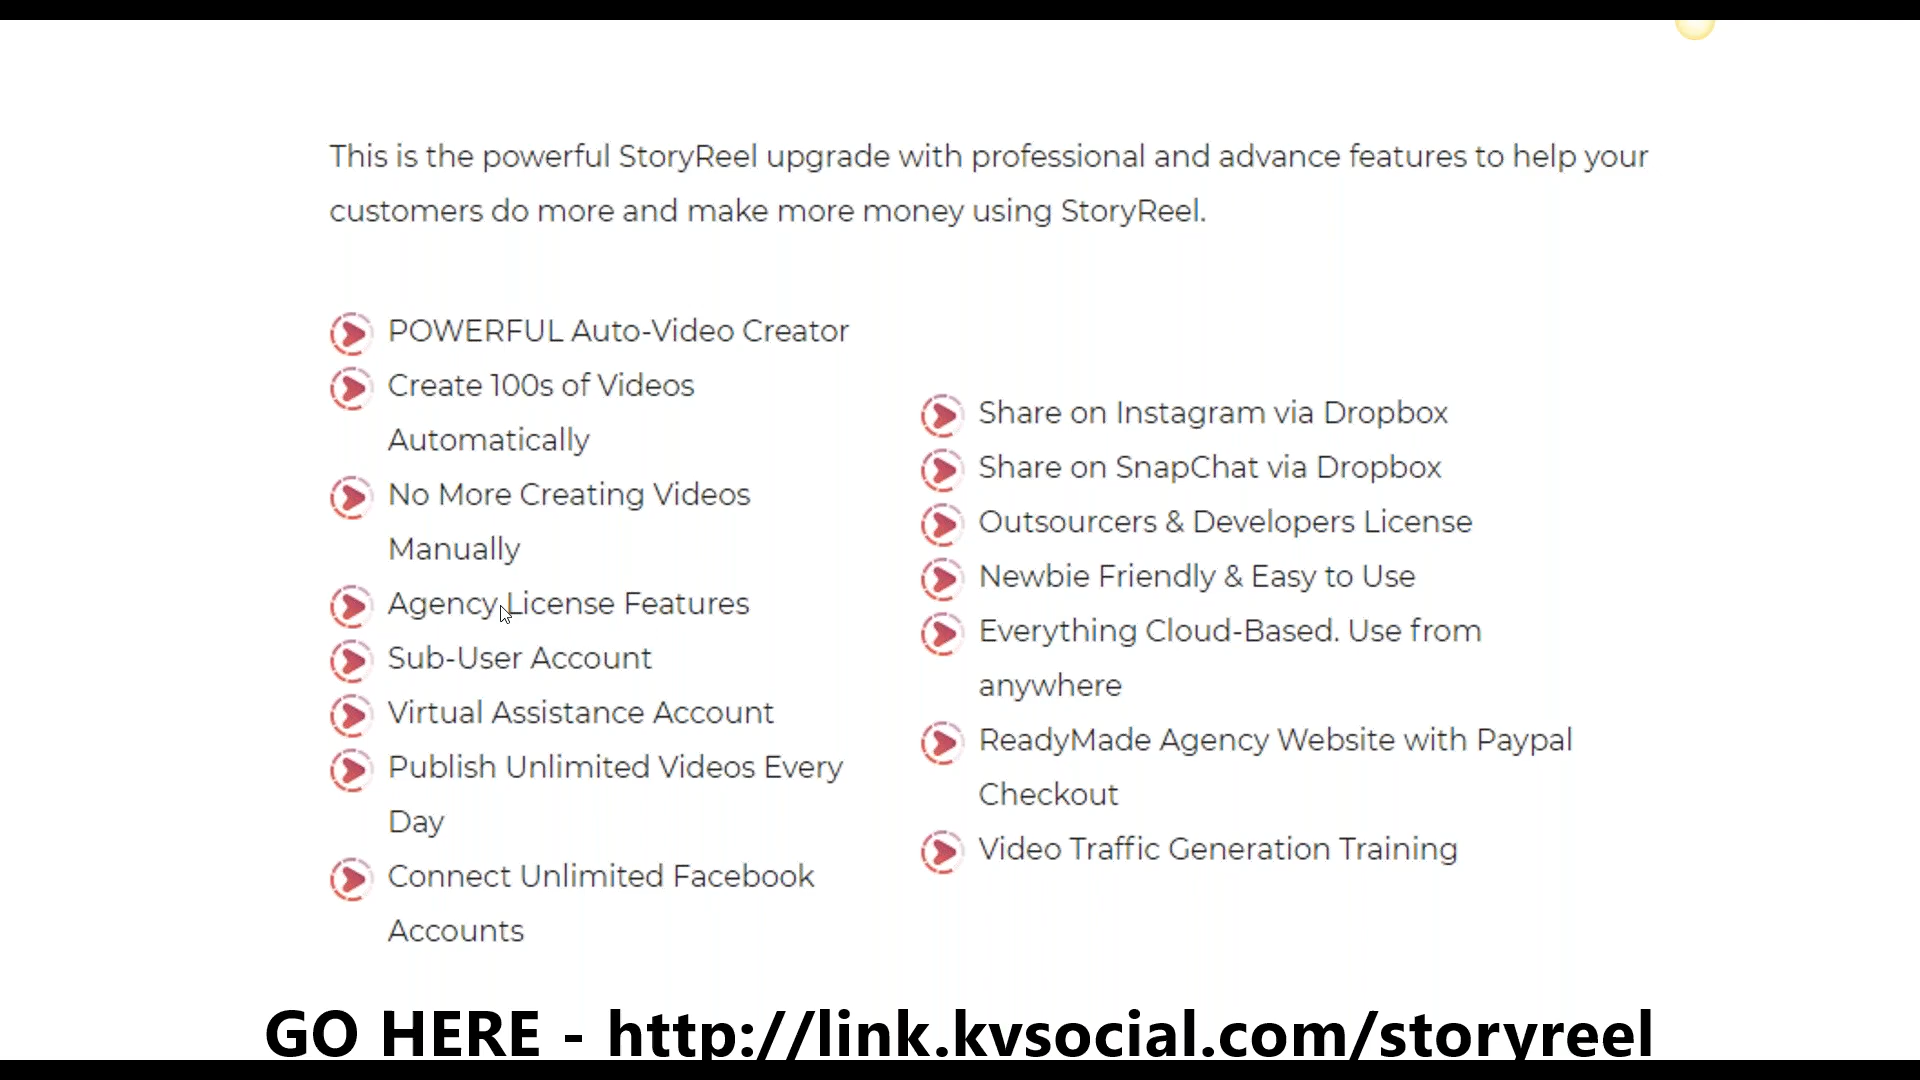 This is the powerful StoryReel upgrade with professional and advance features to help your
customers do more and make more money using StoryReel.
POWERFUL Auto-Video Creator
Create 100s of Videos
Automatically
No More Creating Videos
Manually
Agency License Features
Sub-User Account
Virtual Assistance Account
Publish Unlimited Videos Every
Day
Connect Unlimited Facebook
Accounts
Share on Instagram via Dropbox
Share on SnapChat via Dropbox
Outsourcers & Developers License
Newbie Friendly & Easy to Use
Everything Cloud-Based. Use from
anywhere
ReadyMade Agency Website with Paypal
Checkout
Video Traffic Generation Training
GO HERE - http://link.kvsocial.com/storyreel